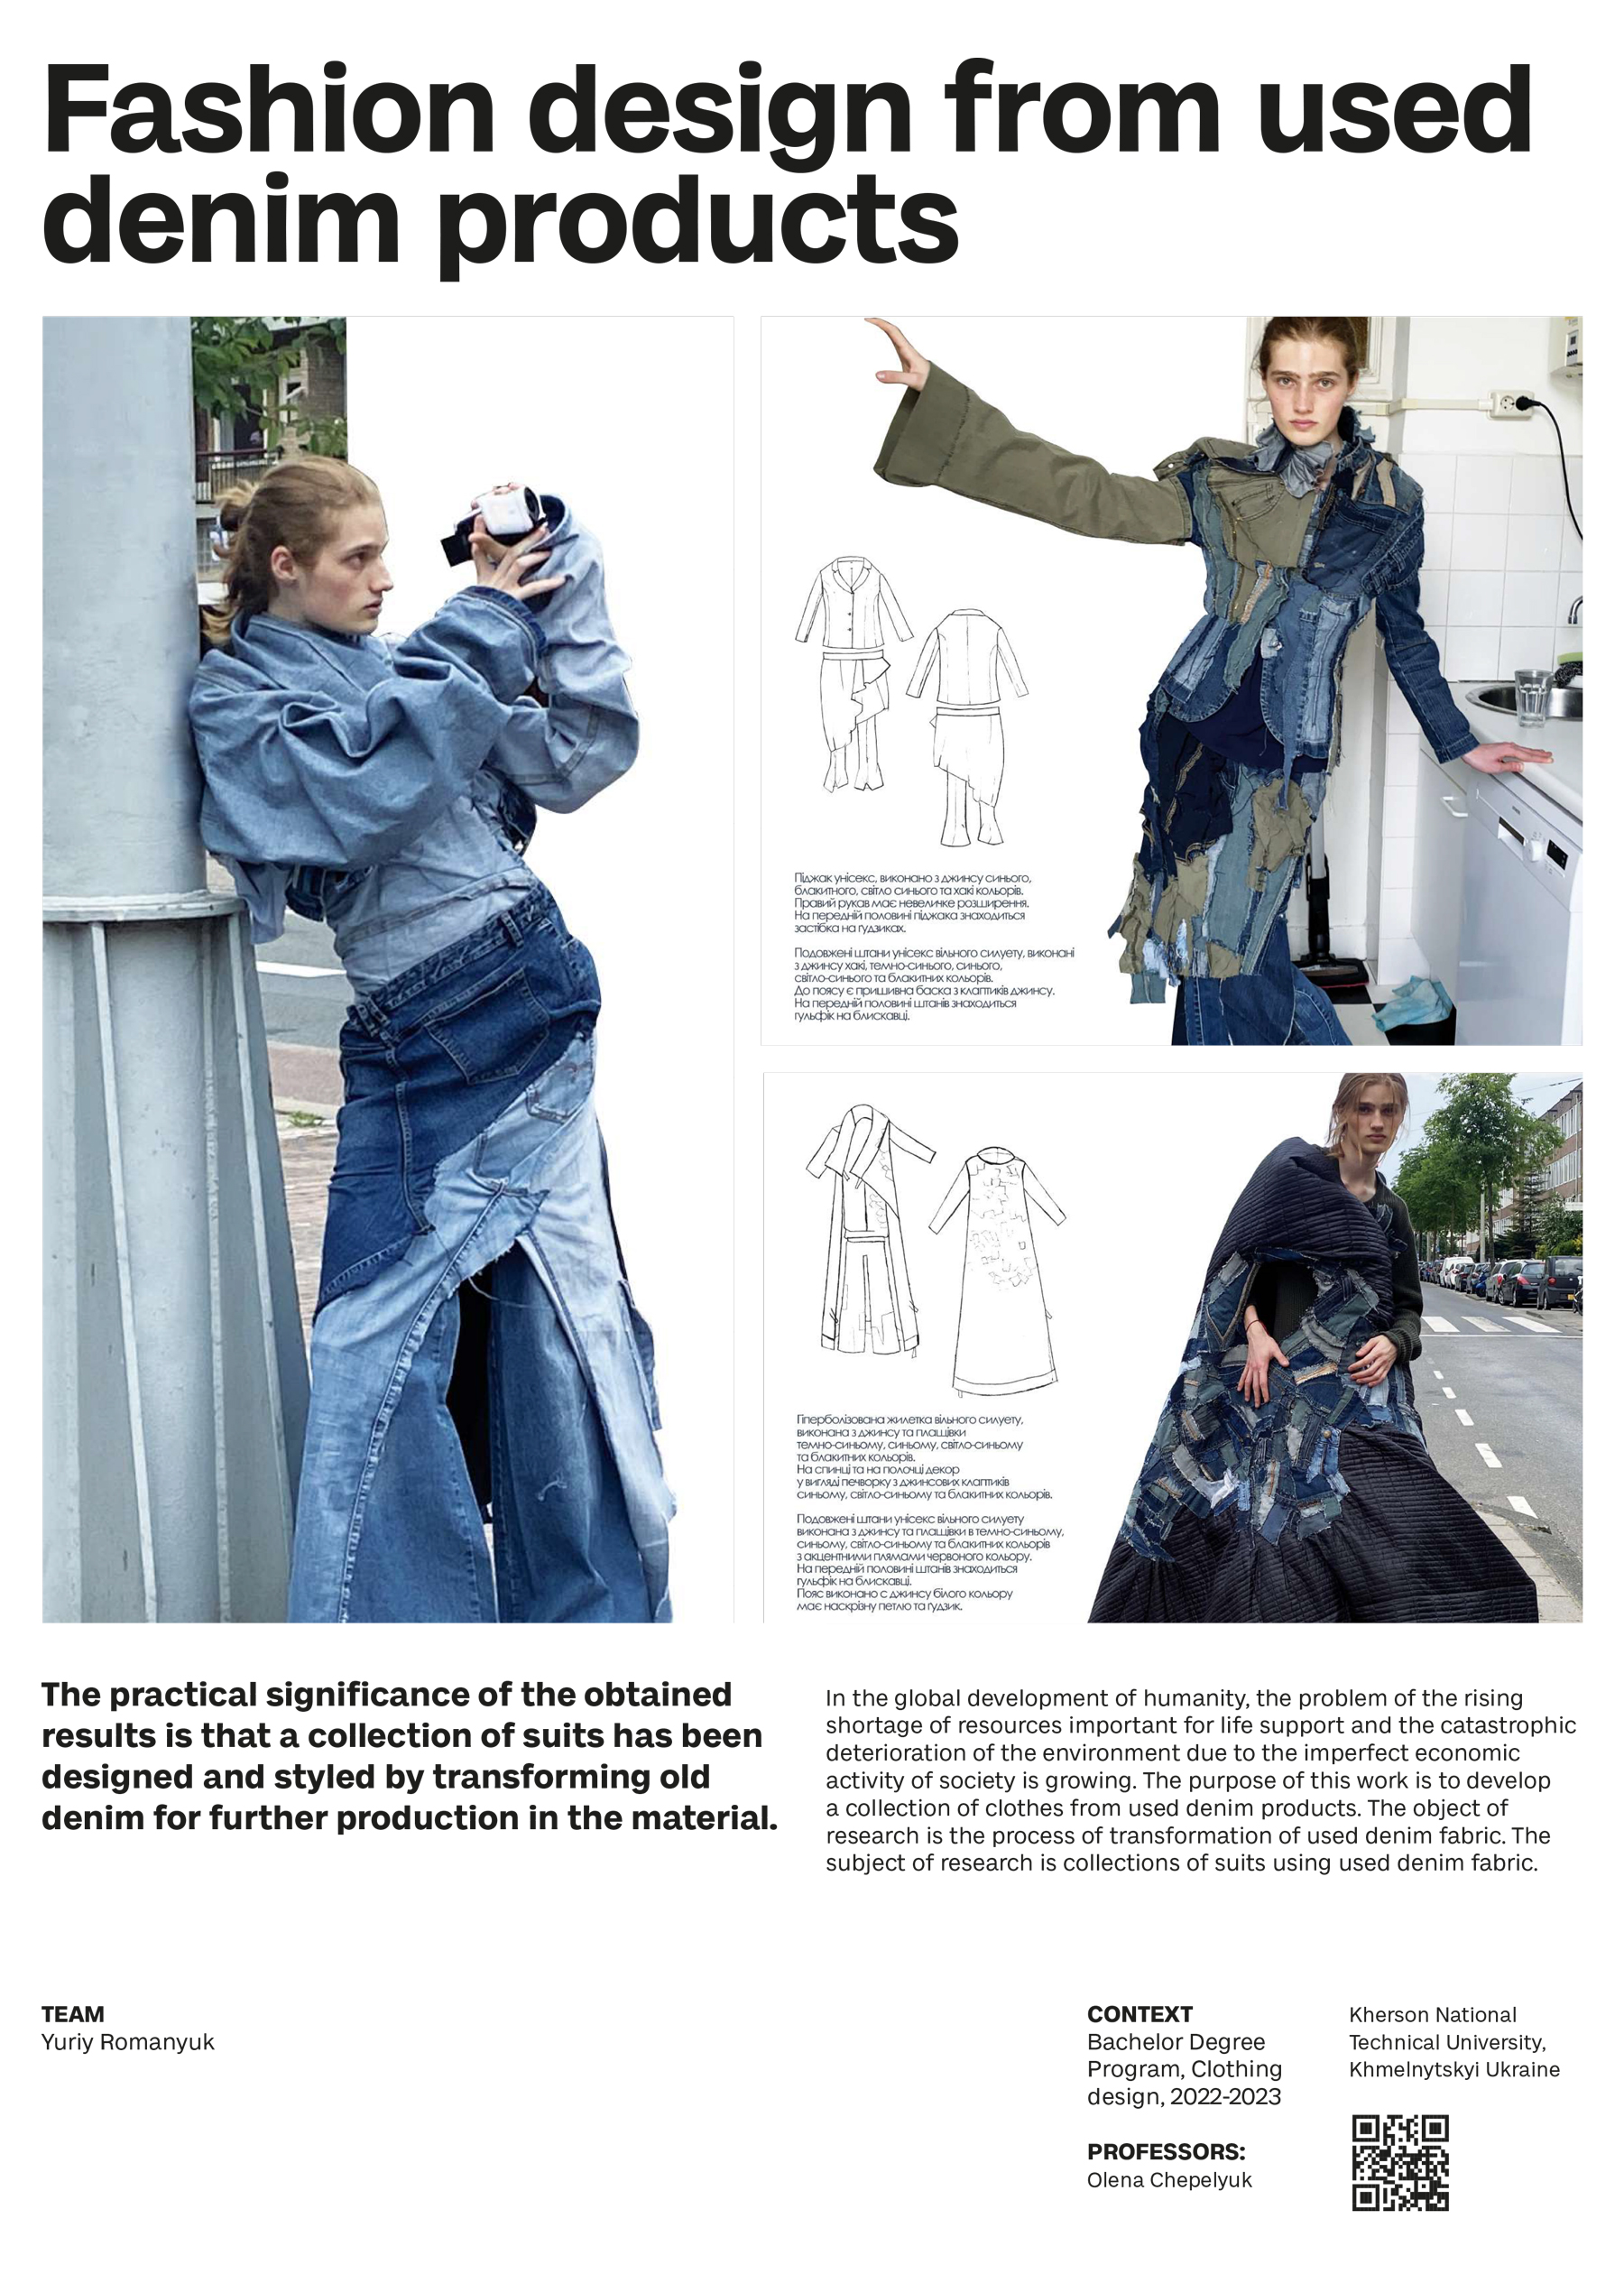 Fashion design from used
denim products
Піджак унісекс, виконано з джинсу синього,
блакитного, світло синього та хакі кольорів.
Правий рукав має невеличке розширення.
На передній половині піджака знаходиться
застібка на ґудзиках.
Подовжені штани унісекс вільного силуету, виконані
з джинсу хакі, темно-синього, синього,
світло-синього та блакитних кольорів.
До поясу є пришивна баска з клаптиків джинсу.
На передній половині штанів знаходиться
гульфік на блискавці.
Гіперболізована жилетка вільного силуету,
виконана з джинсу та плащівки
темно-синьому, синьому, світло-синьому
та блакитних кольорів.
На спинці та на полочці декор
у вигляді печворку з джинсових клаптиків
синьому, світло-синьому та блакитних кольорів.
Подовжені штани унісекс вільного силуету
виконана з джинсу та плащівки в темно-синьому,
синьому, світло-синьому та блакитних кольорів
з акцентними плямами червоного кольору.
На передній половині штанів знаходиться
гульфік на блискавці.
Пояс виконано с джинсу білого кольору
має наскрізну петлю та ґудзик.
The practical significance of the obtained
results is that a collection of suits has been
designed and styled by transforming old
denim for further production in the material.
In the global development of humanity, the problem of the rising
shortage of resources important for life support and the catastrophic
deterioration of the environment due to the imperfect economic
activity of society is growing. The purpose of this work is to develop
a collection of clothes from used denim products. The object of
research is the process of transformation of used denim fabric. The
subject of research is collections of suits using used denim fabric.
TEAM
Yuriy Romanyuk
CONTEXT
Bachelor Degree
Program, Clothing
design, 2022-2023
PROFESSORS:
Olena Chepelyuk
Kherson National
Technical University,
Khmelnytskyi Ukraine